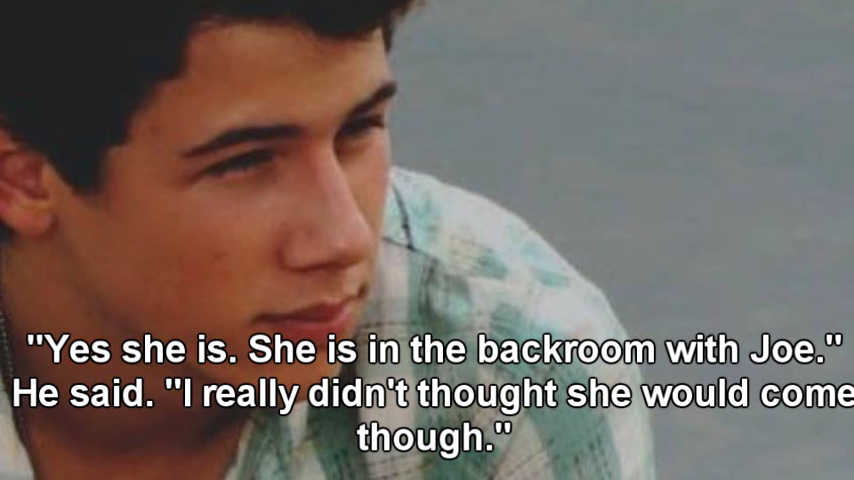 "Yes she is. She is in the backroom with Joe."
He said. "I really didn't thought she would come
though."